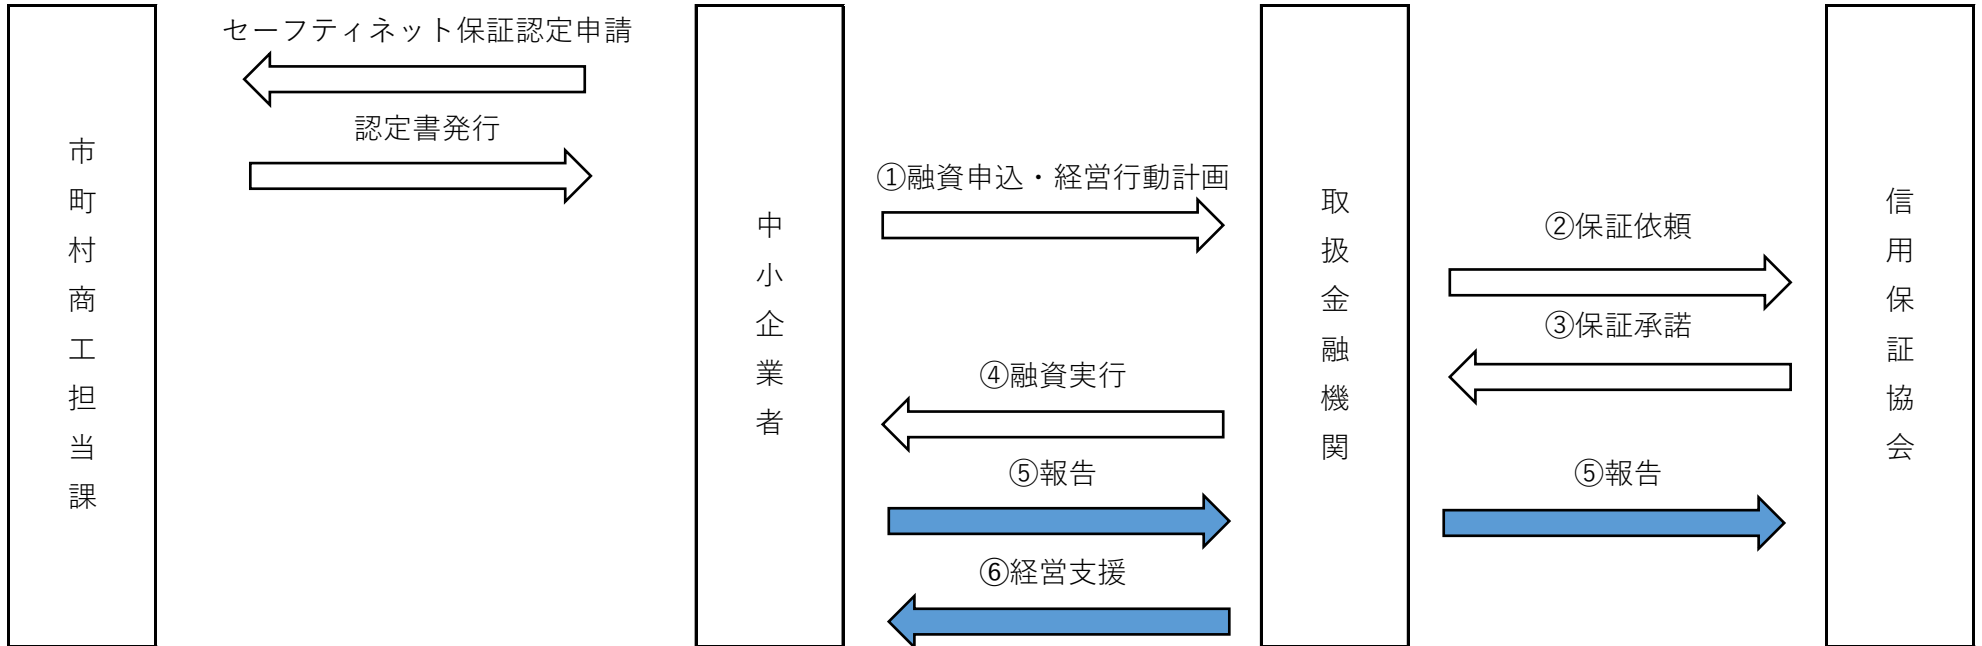 セーフティネット保証認定申請
認定書発行
市町村商工担当課
中小企業者
①融資申込・経営行動計画
④融資実行
⑤報告
⑥経営支援
取扱金融機関
②保証依頼
③保証承諾
⑤報告
信用保証協会